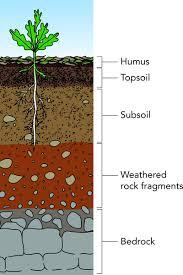 Humus
Topsoil
Subsoil
Weathered
rock fragments
Bedrock